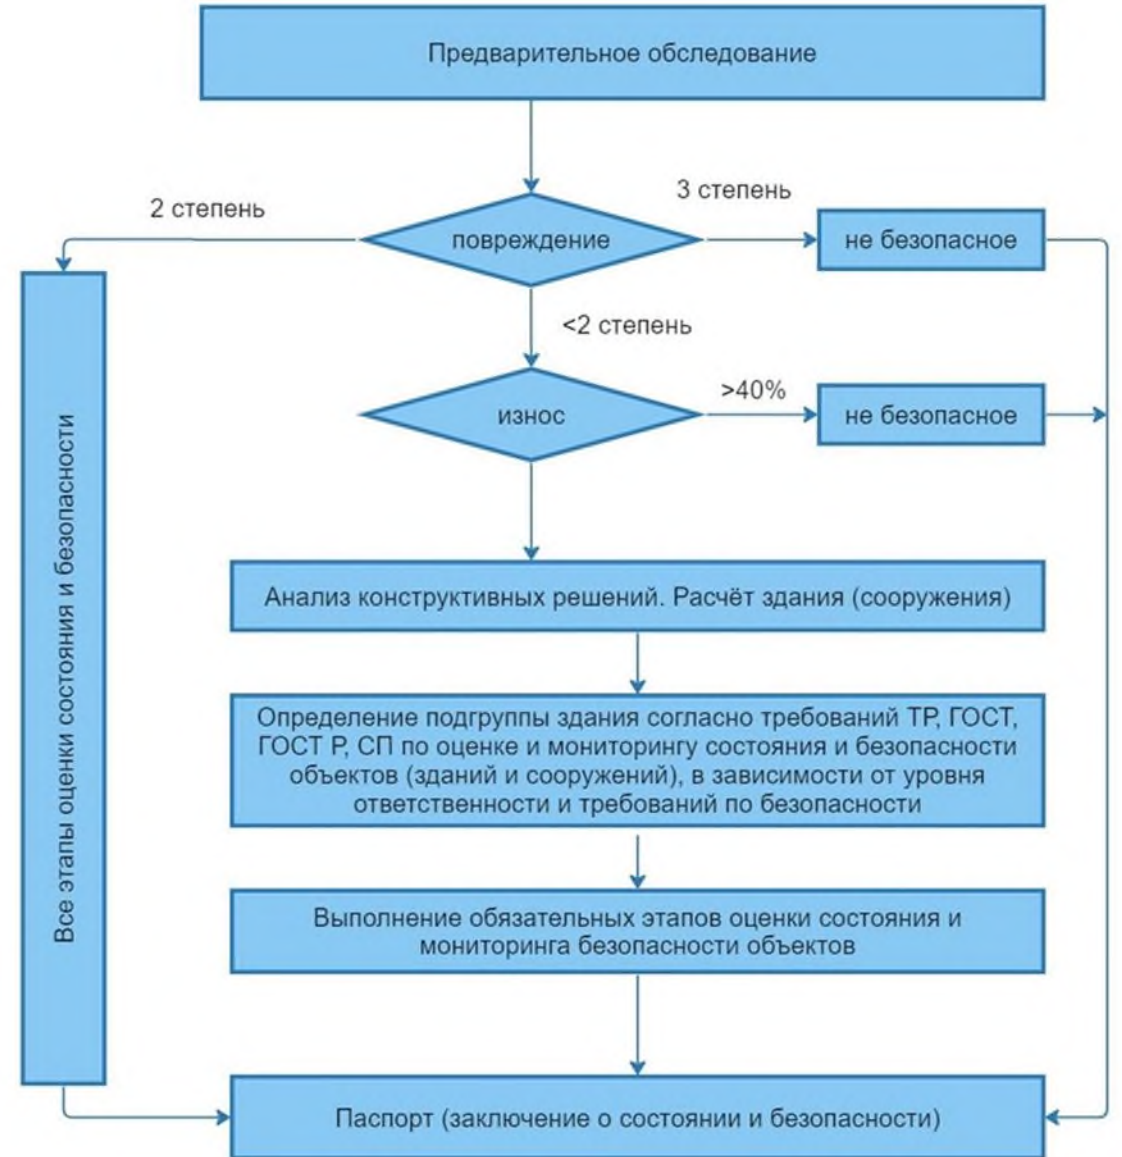 Предварительное обследование
3 степень
2 степень
повреждение
не безопасное
<2 степень
>40%
износ
не безопасное
Все этапы оценки состояния и безопасности
Анализ конструктивных решений. Расчёт здания (сооружения)
Определение подгруппы здания согласно требований ТР, ГОСТ,
ГОСТ Р, СП по оценке и мониторингу состояния и безопасности
объектов (зданий и сооружений), в зависимости от уровня
ответственности и требований по безопасности
Выполнение обязательных этапов оценки состояния и
мониторинга безопасности объектов
Паспорт (заключение о состоянии и безопасности)